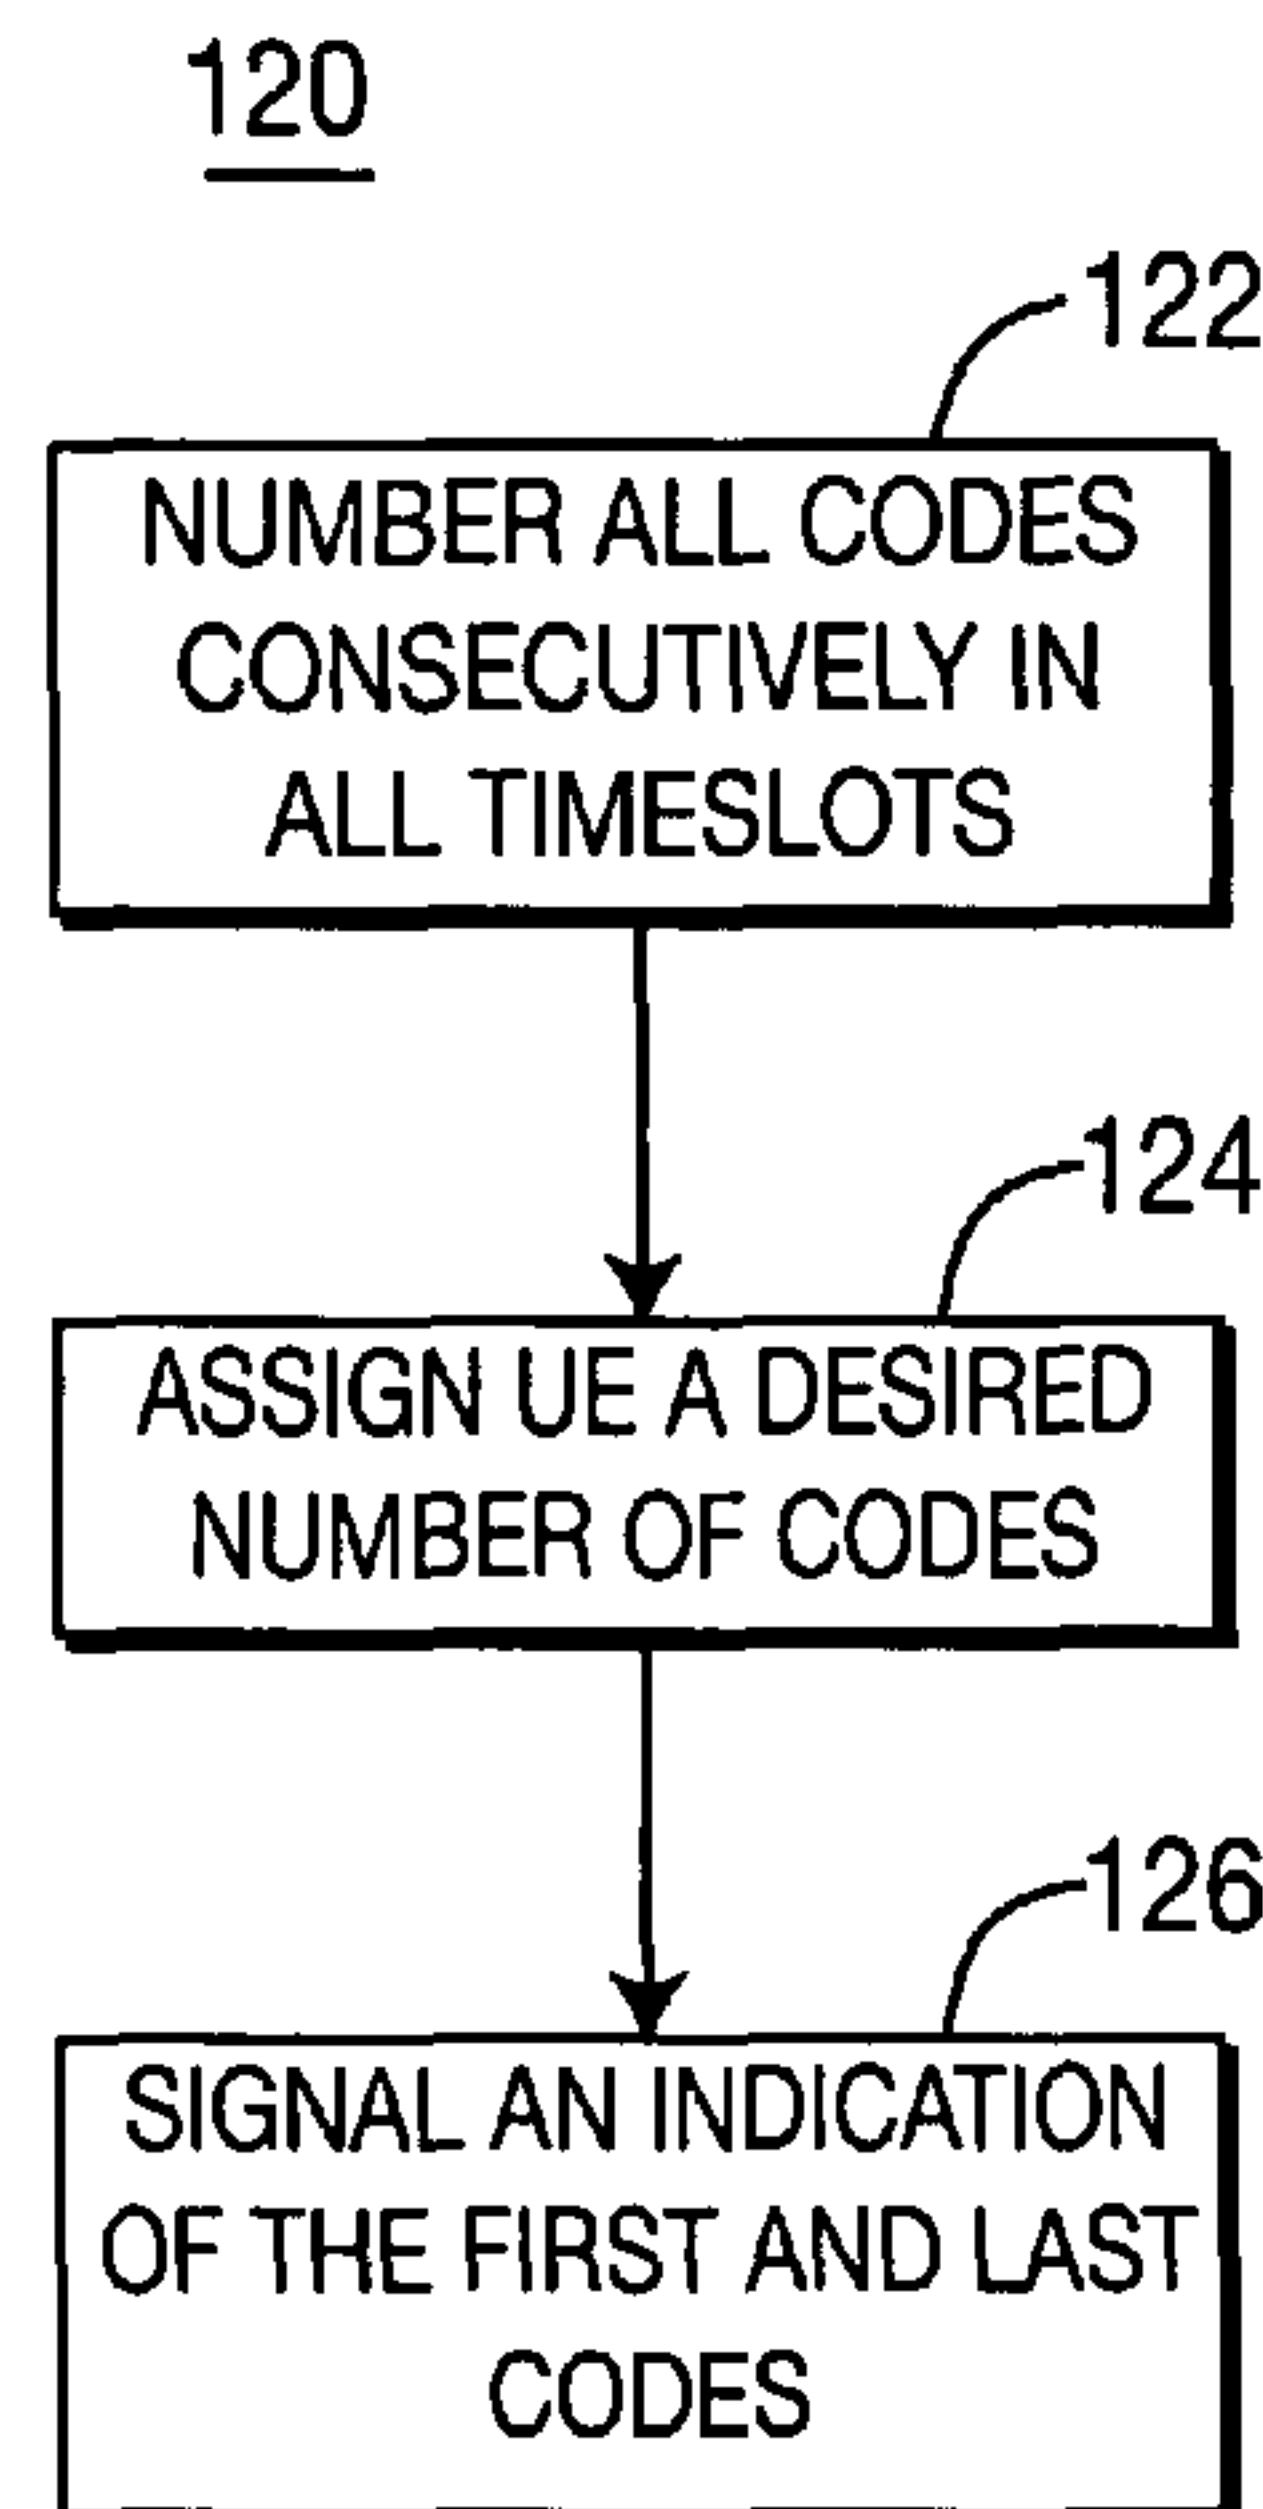 120
122
NUMBER ALL CODES
CONSECUTIVELY IN
ALL TIMESLOTS
124
ASSIGN UE A DESIRED
NUMBER OF CODES
126
SIGNAL AN INDICATION
OF THE FIRST AND LAST
CODES